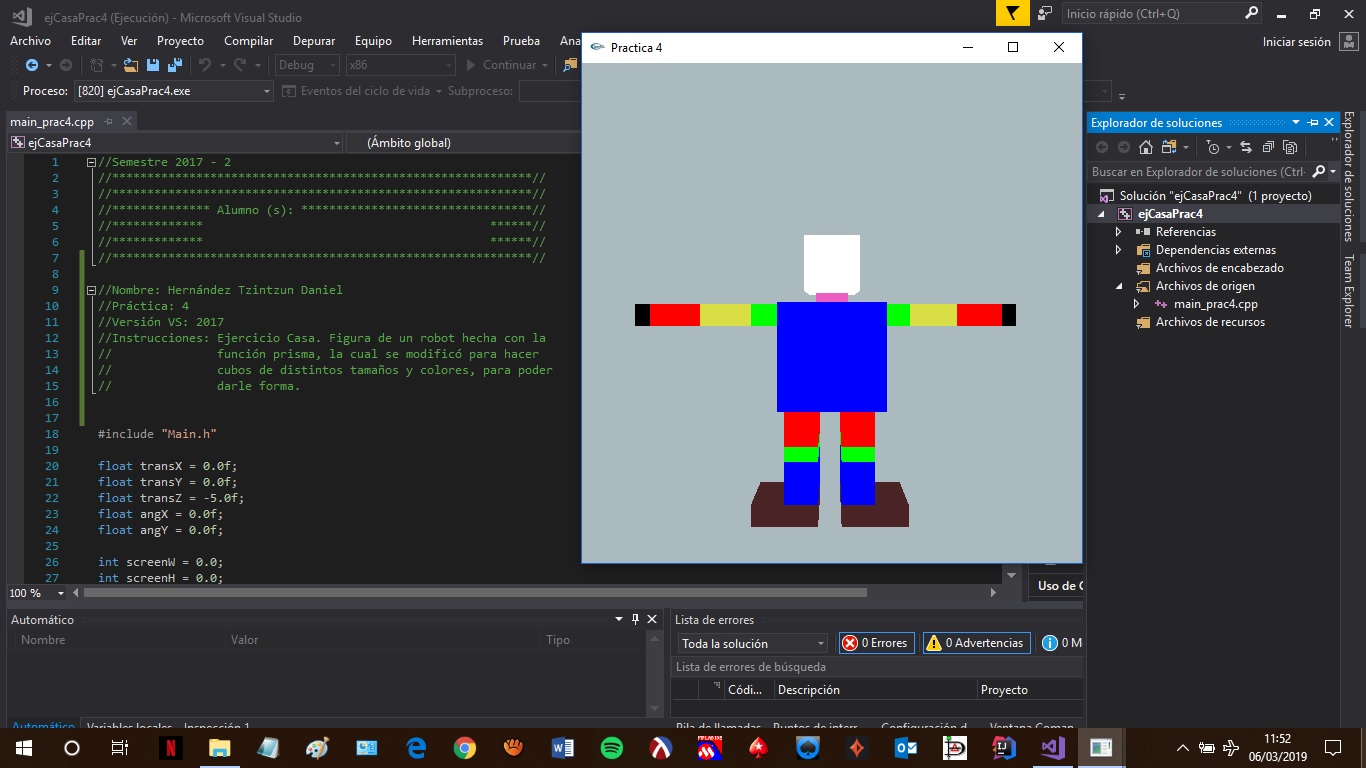 ejCasaPrac4 (Ejecución) - Microsoft Visual Studio
Inicio rápido (Ctrl+Q)
Archivo Editar Ver Proyecto Compilar Depurar Equipo Herramientas Prueba Ana
Iniciar sesión
Debug x86 Continuar
Proceso: [820] ejCasaPrac4.exe Eventos del ciclo de vida Subproceso:
Practica 4
main_prac4.cpp
ejCasaPrac4 (Ámbito global)
1 //Semestre 2017 - 2
2 //************************************************************//
3 //************************************************************//
4 //************** Alumno (s): *********************************//
5 //************* ******//
6 //************* ******//
7 //************************************************************//
8
9 //Nombre: Hernández Tzintzun Daniel
10 //Práctica: 4
11 //Versión VS: 2017
12 //Instrucciones: Ejercicio Casa. Figura de un robot hecha con la
13 // función prisma, la cual se modificó para hacer
14 // cubos de distintos tamaños y colores, para poder
15 // darle forma.
16
17
18 #include "Main.h"
19
20 float transX = 0.0f;
21 float transY = 0.0f;
22 float transZ = -5.0f;
23 float angX = 0.0f;
24 float angY = 0.0f;
25
26 int screenW = 0.0;
27 int screenH = 0.0;
100 %
Explorador de soluciones
Buscar en Explorador de soluciones (Ctrl-
Solución "ejCasaPrac4" (1 proyecto)
ejCasaPrac4
Referencias
Dependencias externas
Archivos de encabezado
Archivos de origen
main_prac4.cpp
Archivos de recursos
Explorador de soluciones
Team Explorer
Uso de C
Automático
Nombre Valor Tipo
Automático Variables locales Inspección 1
Lista de errores
Toda la solución 0 Errores 0 Advertencias 0 M
Lista de errores de búsqueda
Códi... Descripción Proyecto
Pila de llamadas Puntos de interr... Configuración d... Ventana Coman...
11:52
06/03/2019